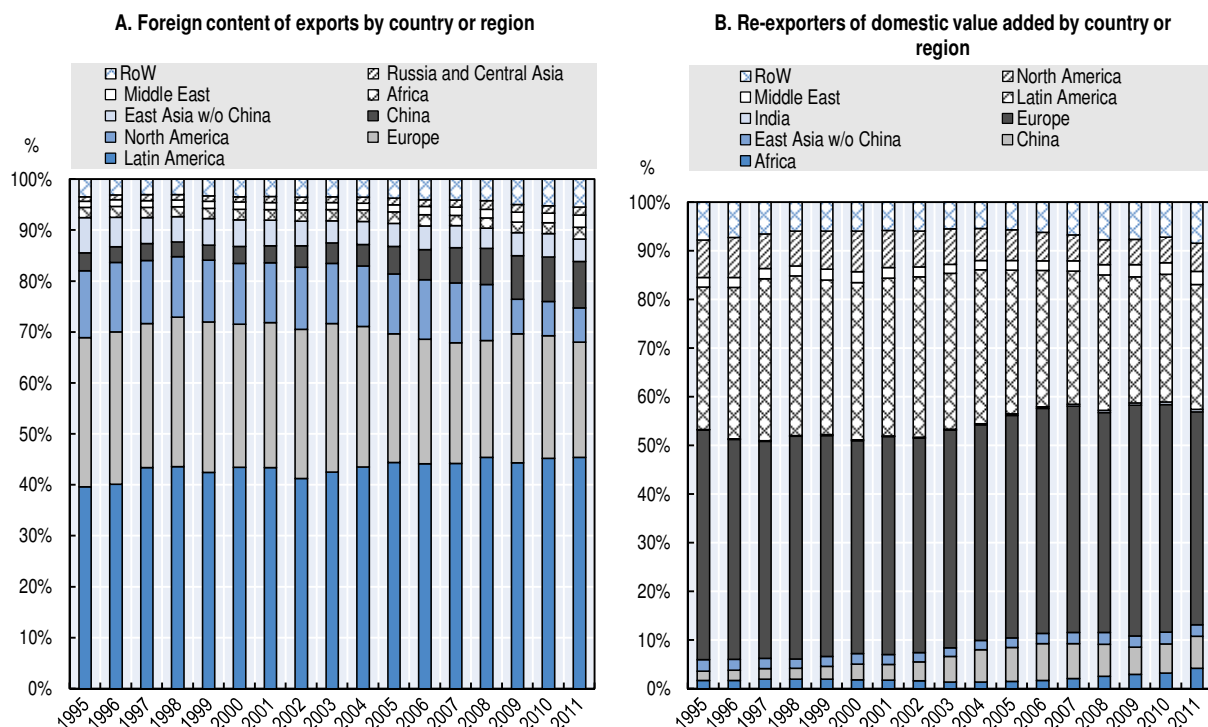 A. Foreign content of exports by country or region
RoW
Russia and Central Asia
Middle East
Africa
East Asia w/o China
China
North America
Europe
Latin America
%
100%
90%
80%
70%
60%
50%
40%
30%
20%
10%
0%
1995
1996
1997
1998
1999
2000
2001
2002
2003
2004
2005
2006
2007
2008
2009
2010
2011
B. Re-exporters of domestic value added by country or
region
RoW
North America
Middle East
Latin America
India
Europe
East Asia w/o China
China
Africa
%
100%
90%
80%
70%
60%
50%
40%
30%
20%
10%
0%
1995
1996
1997
1998
1999
2000
2001
2002
2003
2004
2005
2006
2007
2008
2009
2010
2011